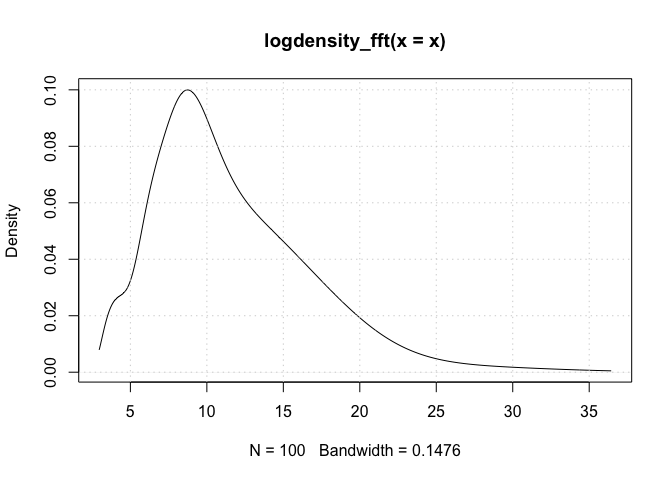 logdensity_fft(x = x)
Density
0.10
0.08
0.06
0.04
0.02
0.00
5 10 15 20 25 30 35
N = 100 Bandwidth = 0.1476